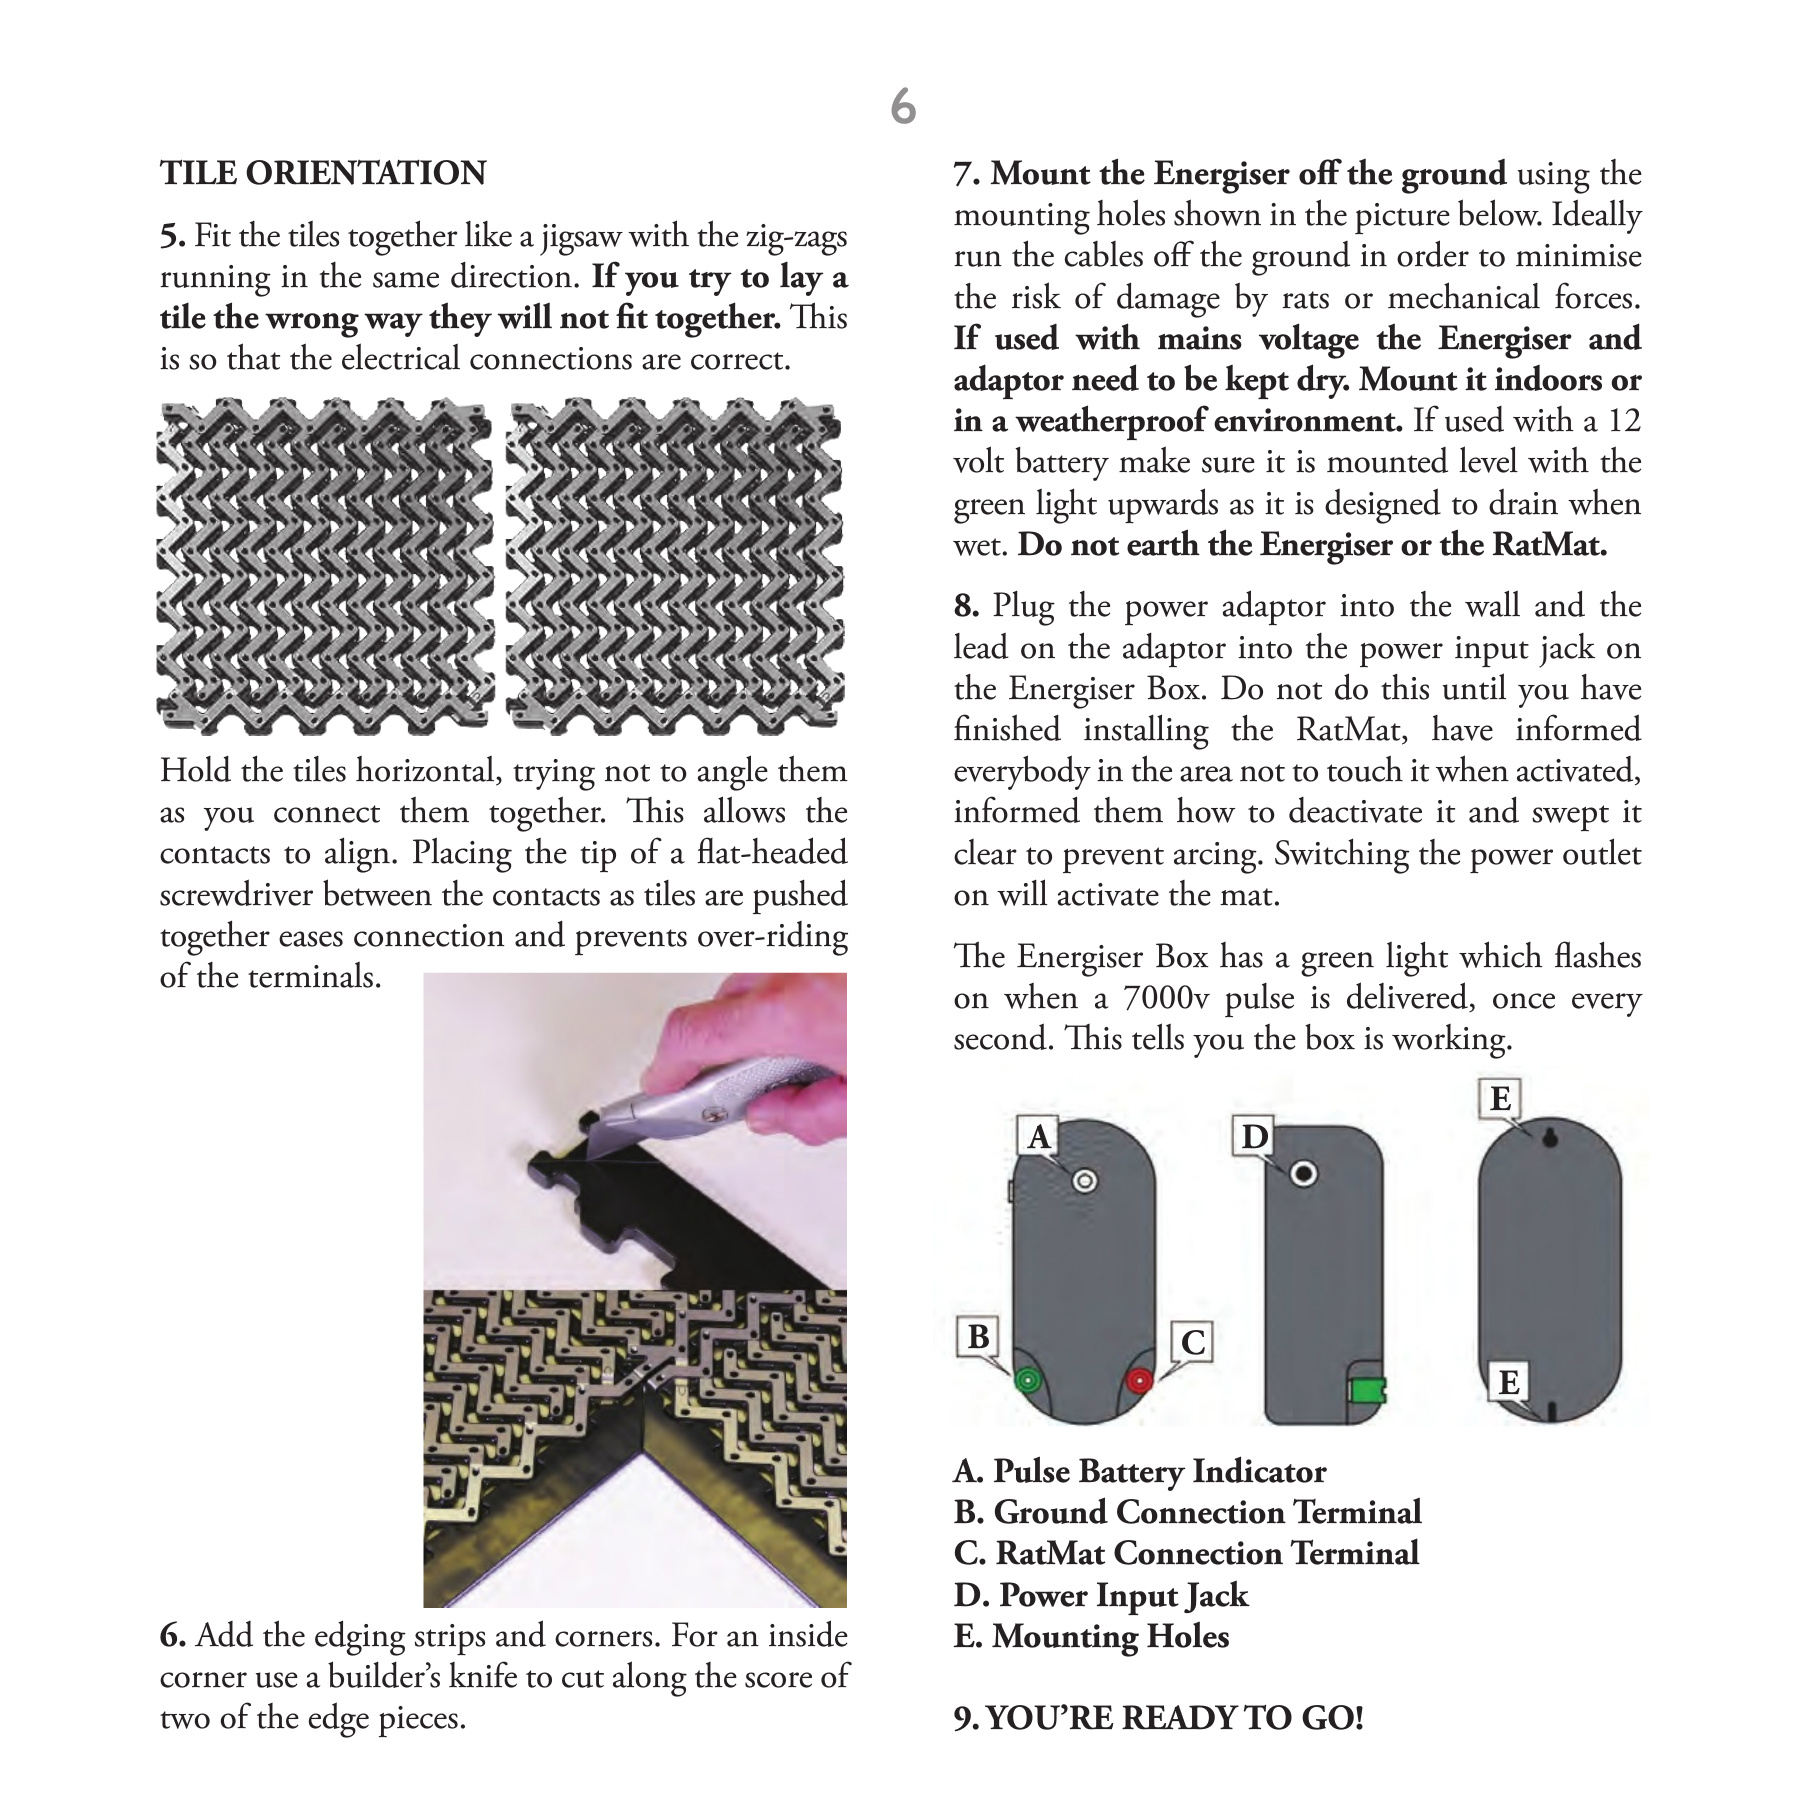 6
TILE ORIENTATION
5. Fit the tiles together like a jigsaw with the zig-zags
running in the same direction. If you try to lay a
tile the wrong way they will not fit together. This
is so that the electrical connections are correct.
Hold the tiles horizontal, trying not to angle them
as you connect them together. This allows the
contacts to align. Placing the tip of a flat-headed
screwdriver between the contacts as tiles are pushed
together eases connection and prevents over-riding
of the terminals.
6. Add the edging strips and corners. For an inside
corner use a builder’s knife to cut along the score of
two of the edge pieces.
7. Mount the Energiser off the ground using the
mounting holes shown in the picture below. Ideally
run the cables off the ground in order to minimise
the risk of damage by rats or mechanical forces.
If used with mains voltage the Energiser and
adaptor need to be kept dry. Mount it indoors or
in a weatherproof environment. If used with a 12
volt battery make sure it is mounted level with the
green light upwards as it is designed to drain when
wet. Do not earth the Energiser or the RatMat.
8. Plug the power adaptor into the wall and the
lead on the adaptor into the power input jack on
the Energiser Box. Do not do this until you have
finished installing the RatMat, have informed
everybody in the area not to touch it when activated,
informed them how to deactivate it and swept it
clear to prevent arcing. Switching the power outlet
on will activate the mat.
The Energiser Box has a green light which flashes
on when a 7000v pulse is delivered, once every
second. This tells you the box is working.
A
B
C
D
E
E
A. Pulse Battery Indicator
B. Ground Connection Terminal
C. RatMat Connection Terminal
D. Power Input Jack
E. Mounting Holes
9. YOU’RE READY TO GO!